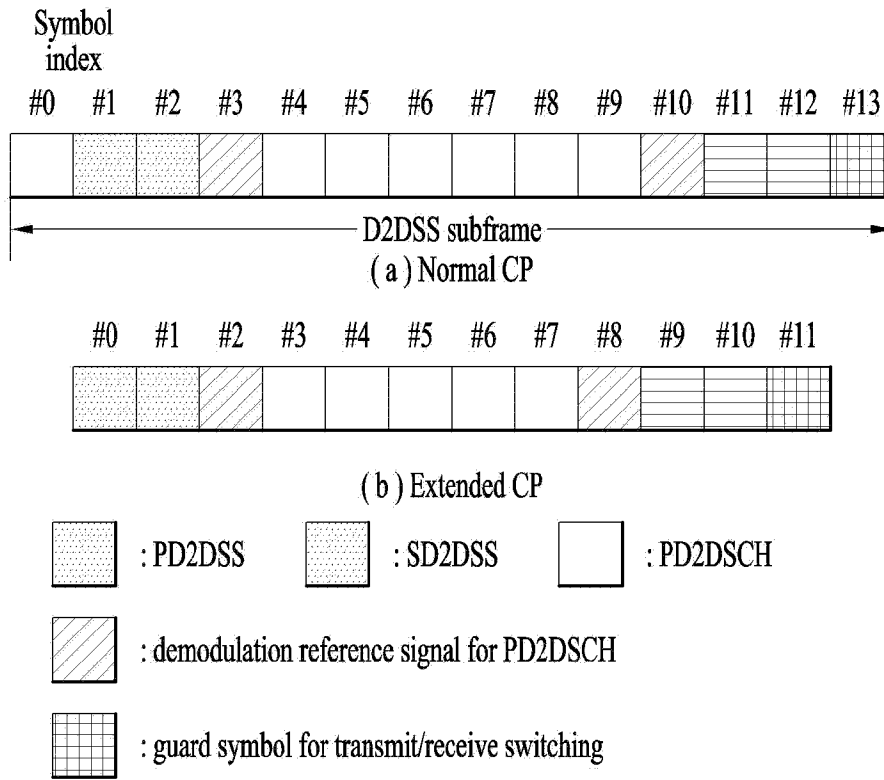 Symbol
index
#0 #1 #2 #3 #4 #5 #6 #7 #8 #9 #10 #11 #12 #13
D2DSS subframe
( a ) Normal CP
#0 #1 #2 #3 #4 #5 #6 #7 #8 #9 #10 #11
( b ) Extended CP
: PD2DSS : SD2DSS : PD2DSCH
: demodulation reference signal for PD2DSCH
: guard symbol for transmit/receive switching